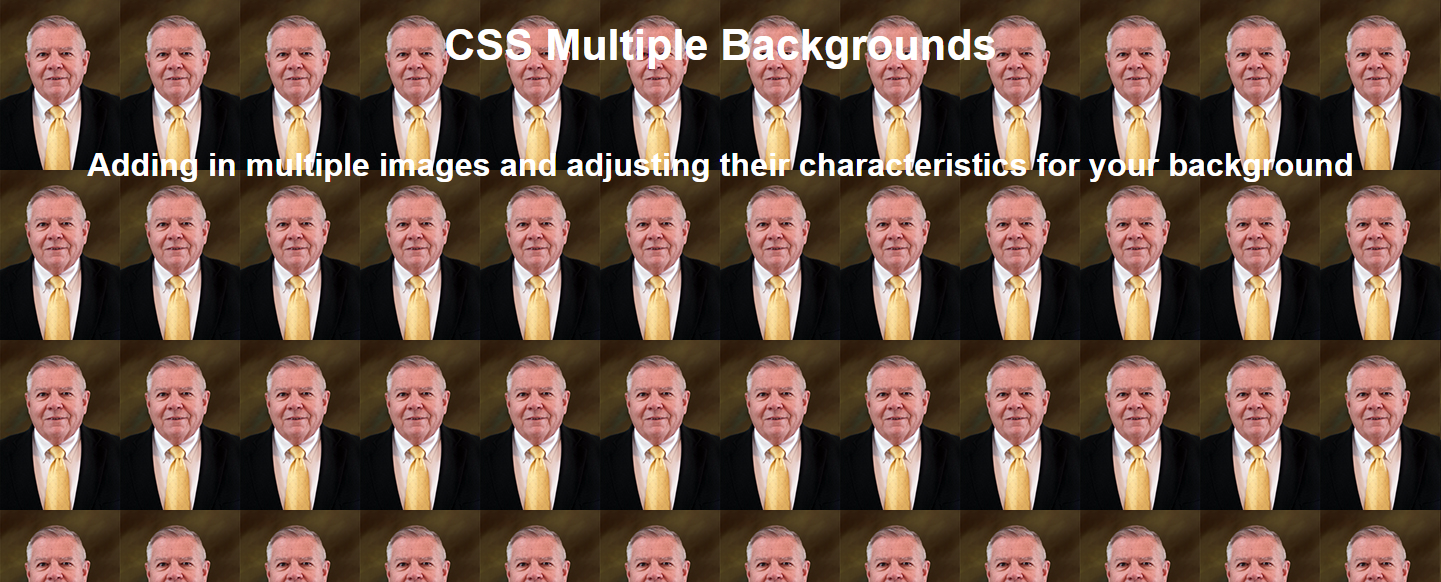 CSS Multiple Backgrounds
Adding in multiple images and adjusting their characteristics for your background